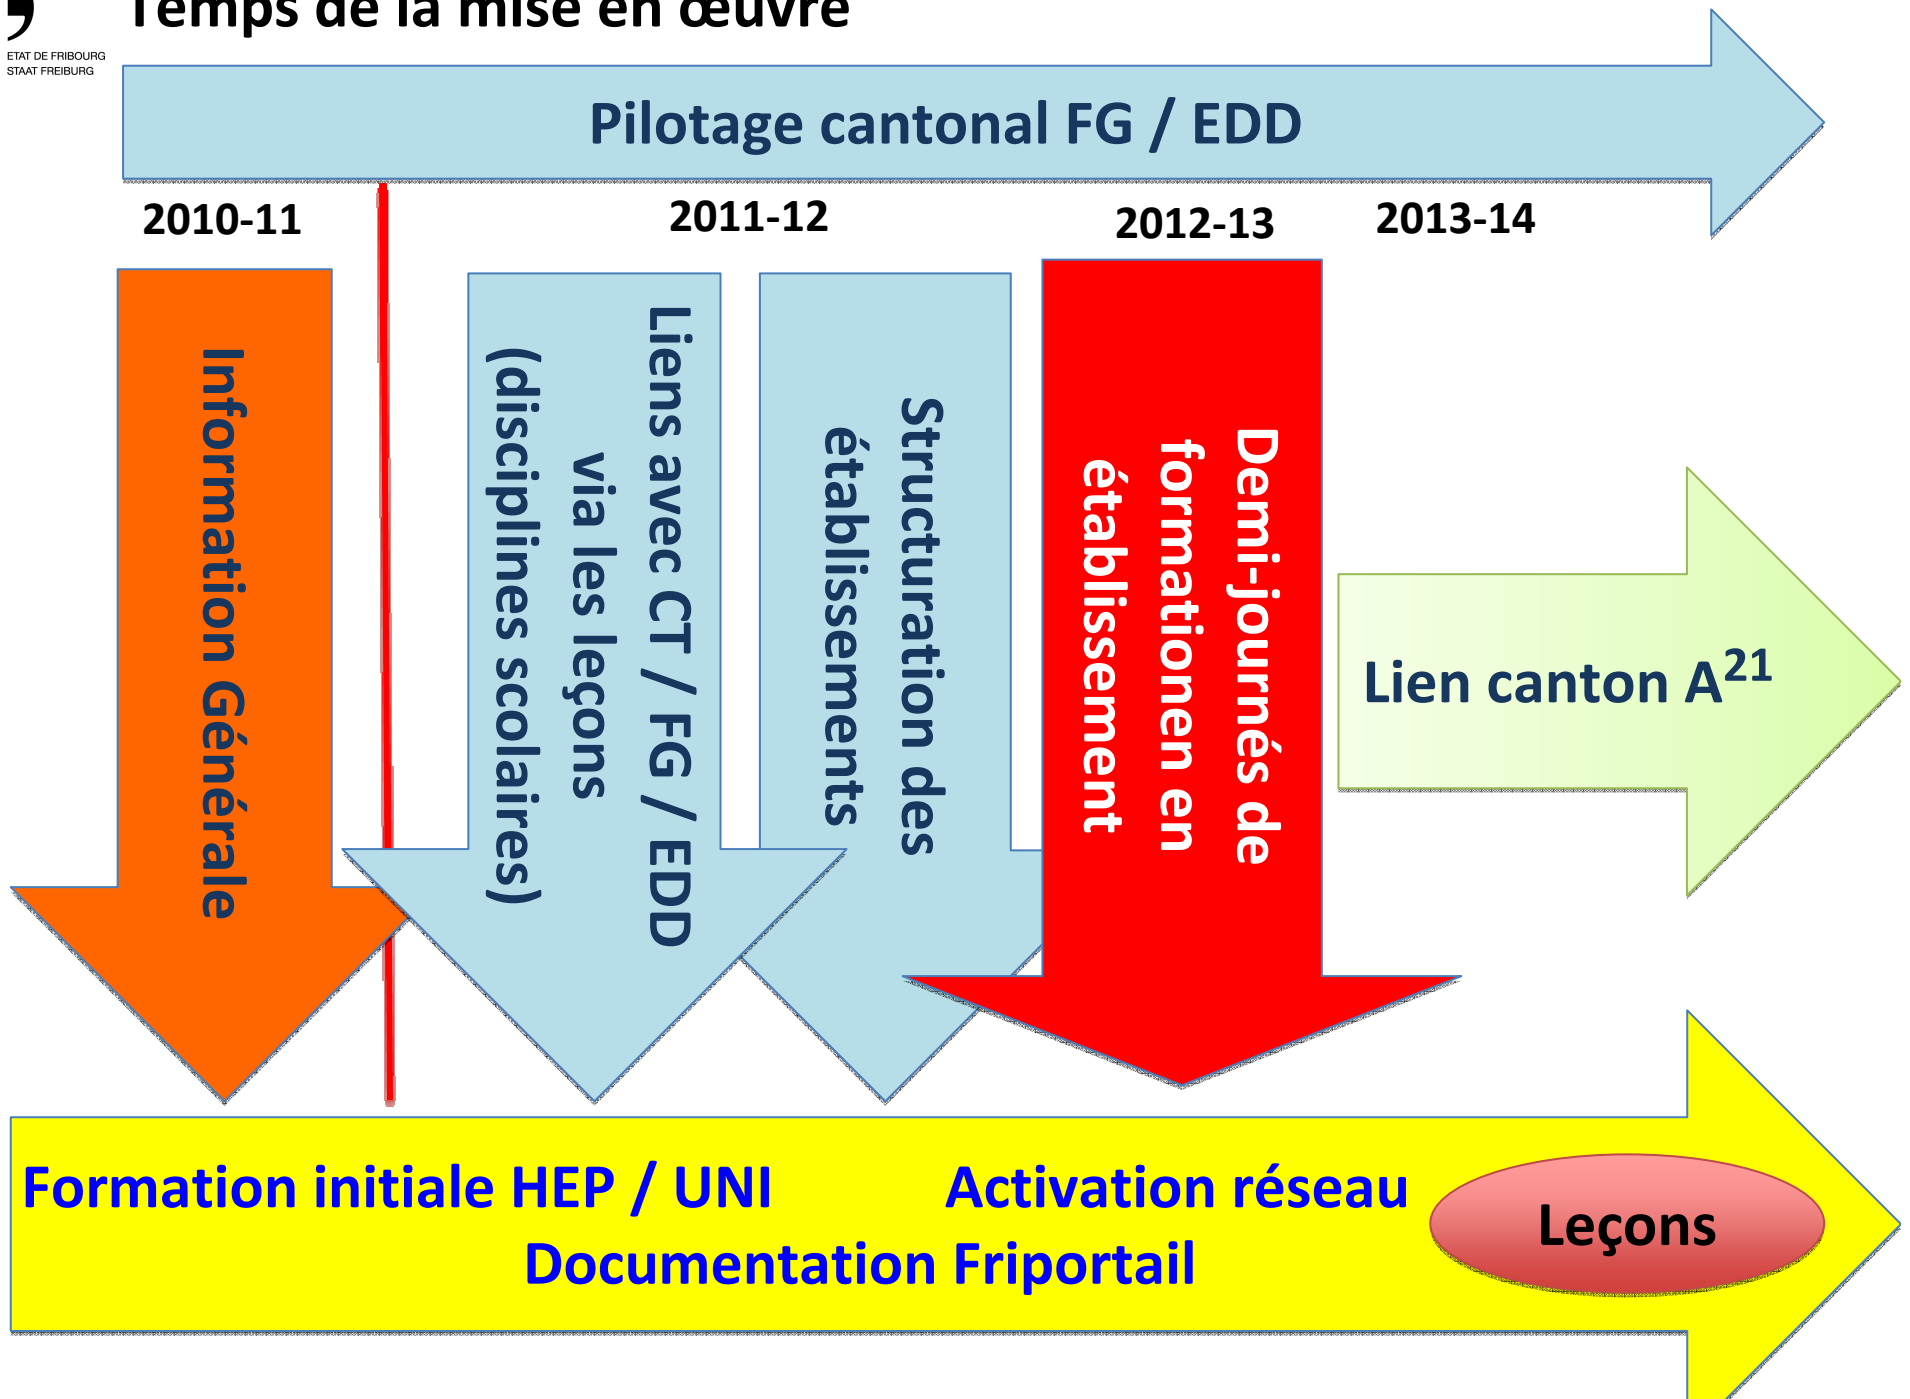 Temps de la mise en œuvre
ETAT DE FRIBOURG
STAAT FREIBURG
Pilotage cantonal FG / EDD
2010-11
2011-12
2012-13
2013-14
Information Générale
Liens avec CT / FG / EDD
via les leçons
(disciplines scolaires)
Structuration des
établissements
Demi-journés de
formationen en
établissement
Lien canton A²¹
Formation initiale HEP / UNI
Activation réseau
Documentation Friportail
Leçons